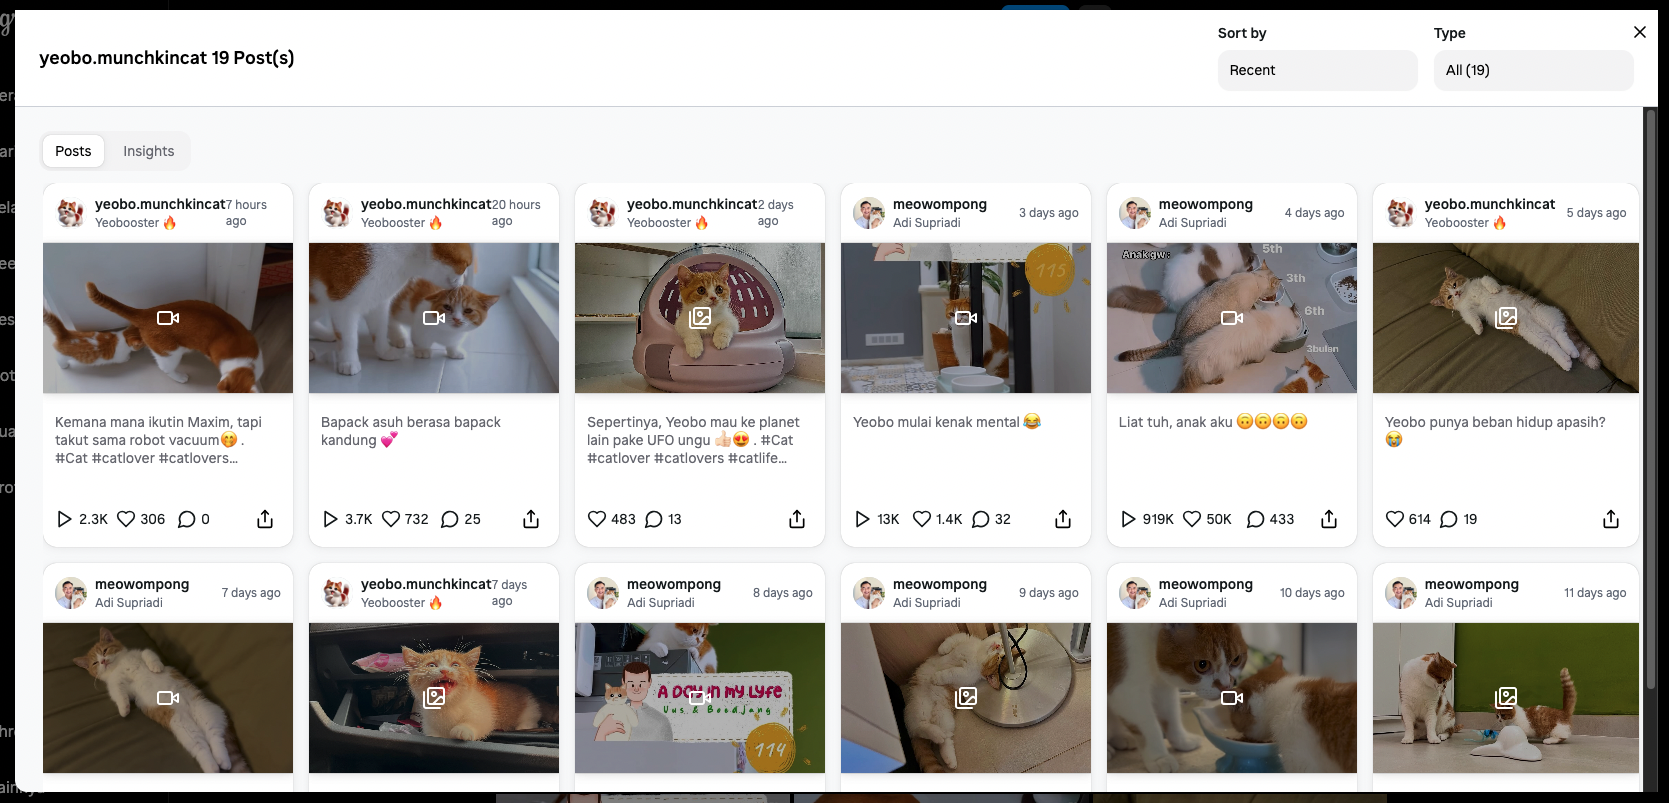 yeobo.munchkincat 19 Post(s)
Sort by
Recent
Type
All (19)
Posts
Insights
yeobo.munchkincat
7 hours ago
Yeobooster 🔥
Kemana mana ikutin Maxim, tapi
takut sama robot vacuum🤭 .
#Cat #catlover #catlovers...
2.3K 306 0
yeobo.munchkincat
20 hours ago
Yeobooster 🔥
Bapack asuh berasa bapack
kandung 💕
3.7K 732 25
yeobo.munchkincat
2 days ago
Yeobooster 🔥
Sepertinya, Yeobo mau ke planet
lain pake UFO ungu 👍🏻😍 . #Cat
#catlover #catlovers #catlife...
483 13
meowompong
3 days ago
Adi Supriadi
115
Yeobo mulai kenak mental 😂
13K 1.4K 32
meowompong
4 days ago
Adi Supriadi
Anak gw :
5th
3th
6th
3bulan
Liat tuh, anak aku 🙃🙃🙃🙃
919K 50K 433
yeobo.munchkincat
5 days ago
Yeobooster 🔥
Yeobo punya beban hidup apasih?
😭
614 19
meowompong
7 days ago
Adi Supriadi
yeobo.munchkincat
7 days ago
Yeobooster 🔥
meowompong
8 days ago
Adi Supriadi
A DAY IN MY LYFE
Uus & Boedjang
114
meowompong
9 days ago
Adi Supriadi
meowompong
10 days ago
Adi Supriadi
meowompong
11 days ago
Adi Supriadi